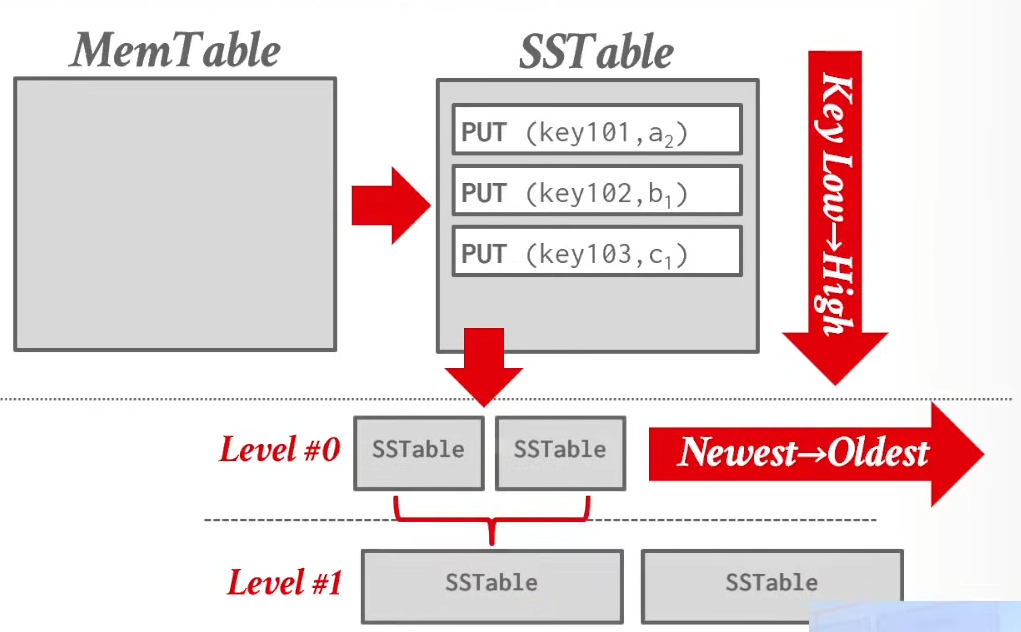 MemTable
SSTable
PUT (key101,a₂)
PUT (key102,b₁)
PUT (key103,c₁)
Key Low→High
Level #0
SSTable
SSTable
Newest→Oldest
Level #1
SSTable
SSTable